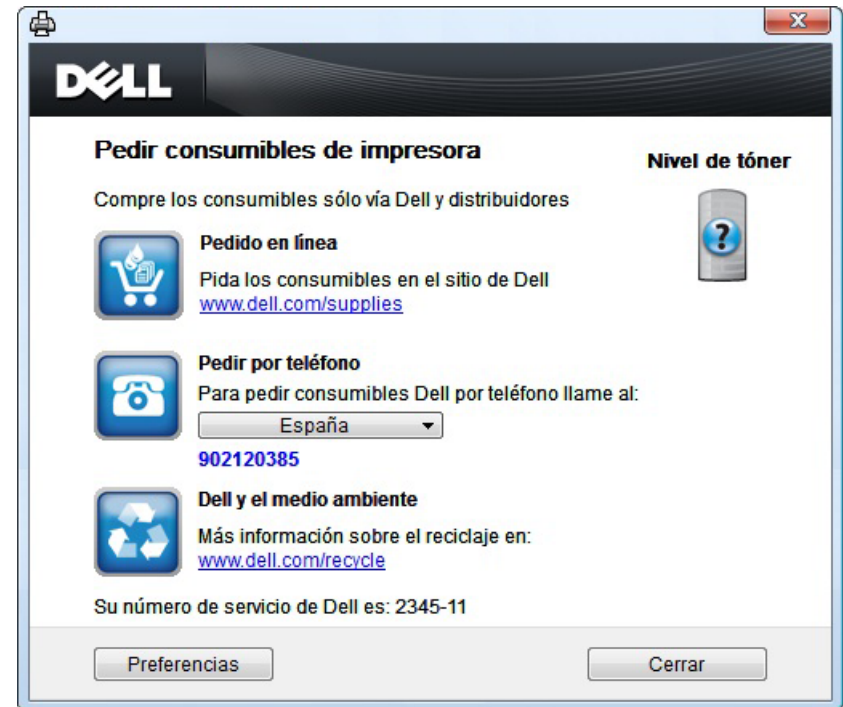 DELL
Pedir consumibles de impresora
Nivel de tóner
Compre los consumibles sólo vía Dell y distribuidores
?
Pedido en línea
Pida los consumibles en el sitio de Dell
www.dell.com/supplies
Pedir por teléfono
Para pedir consumibles Dell por teléfono llame al:
España
902120385
Dell y el medio ambiente
Más información sobre el reciclaje en:
www.dell.com/recycle
Su número de servicio de Dell es: 2345-11
Preferencias
Cerrar